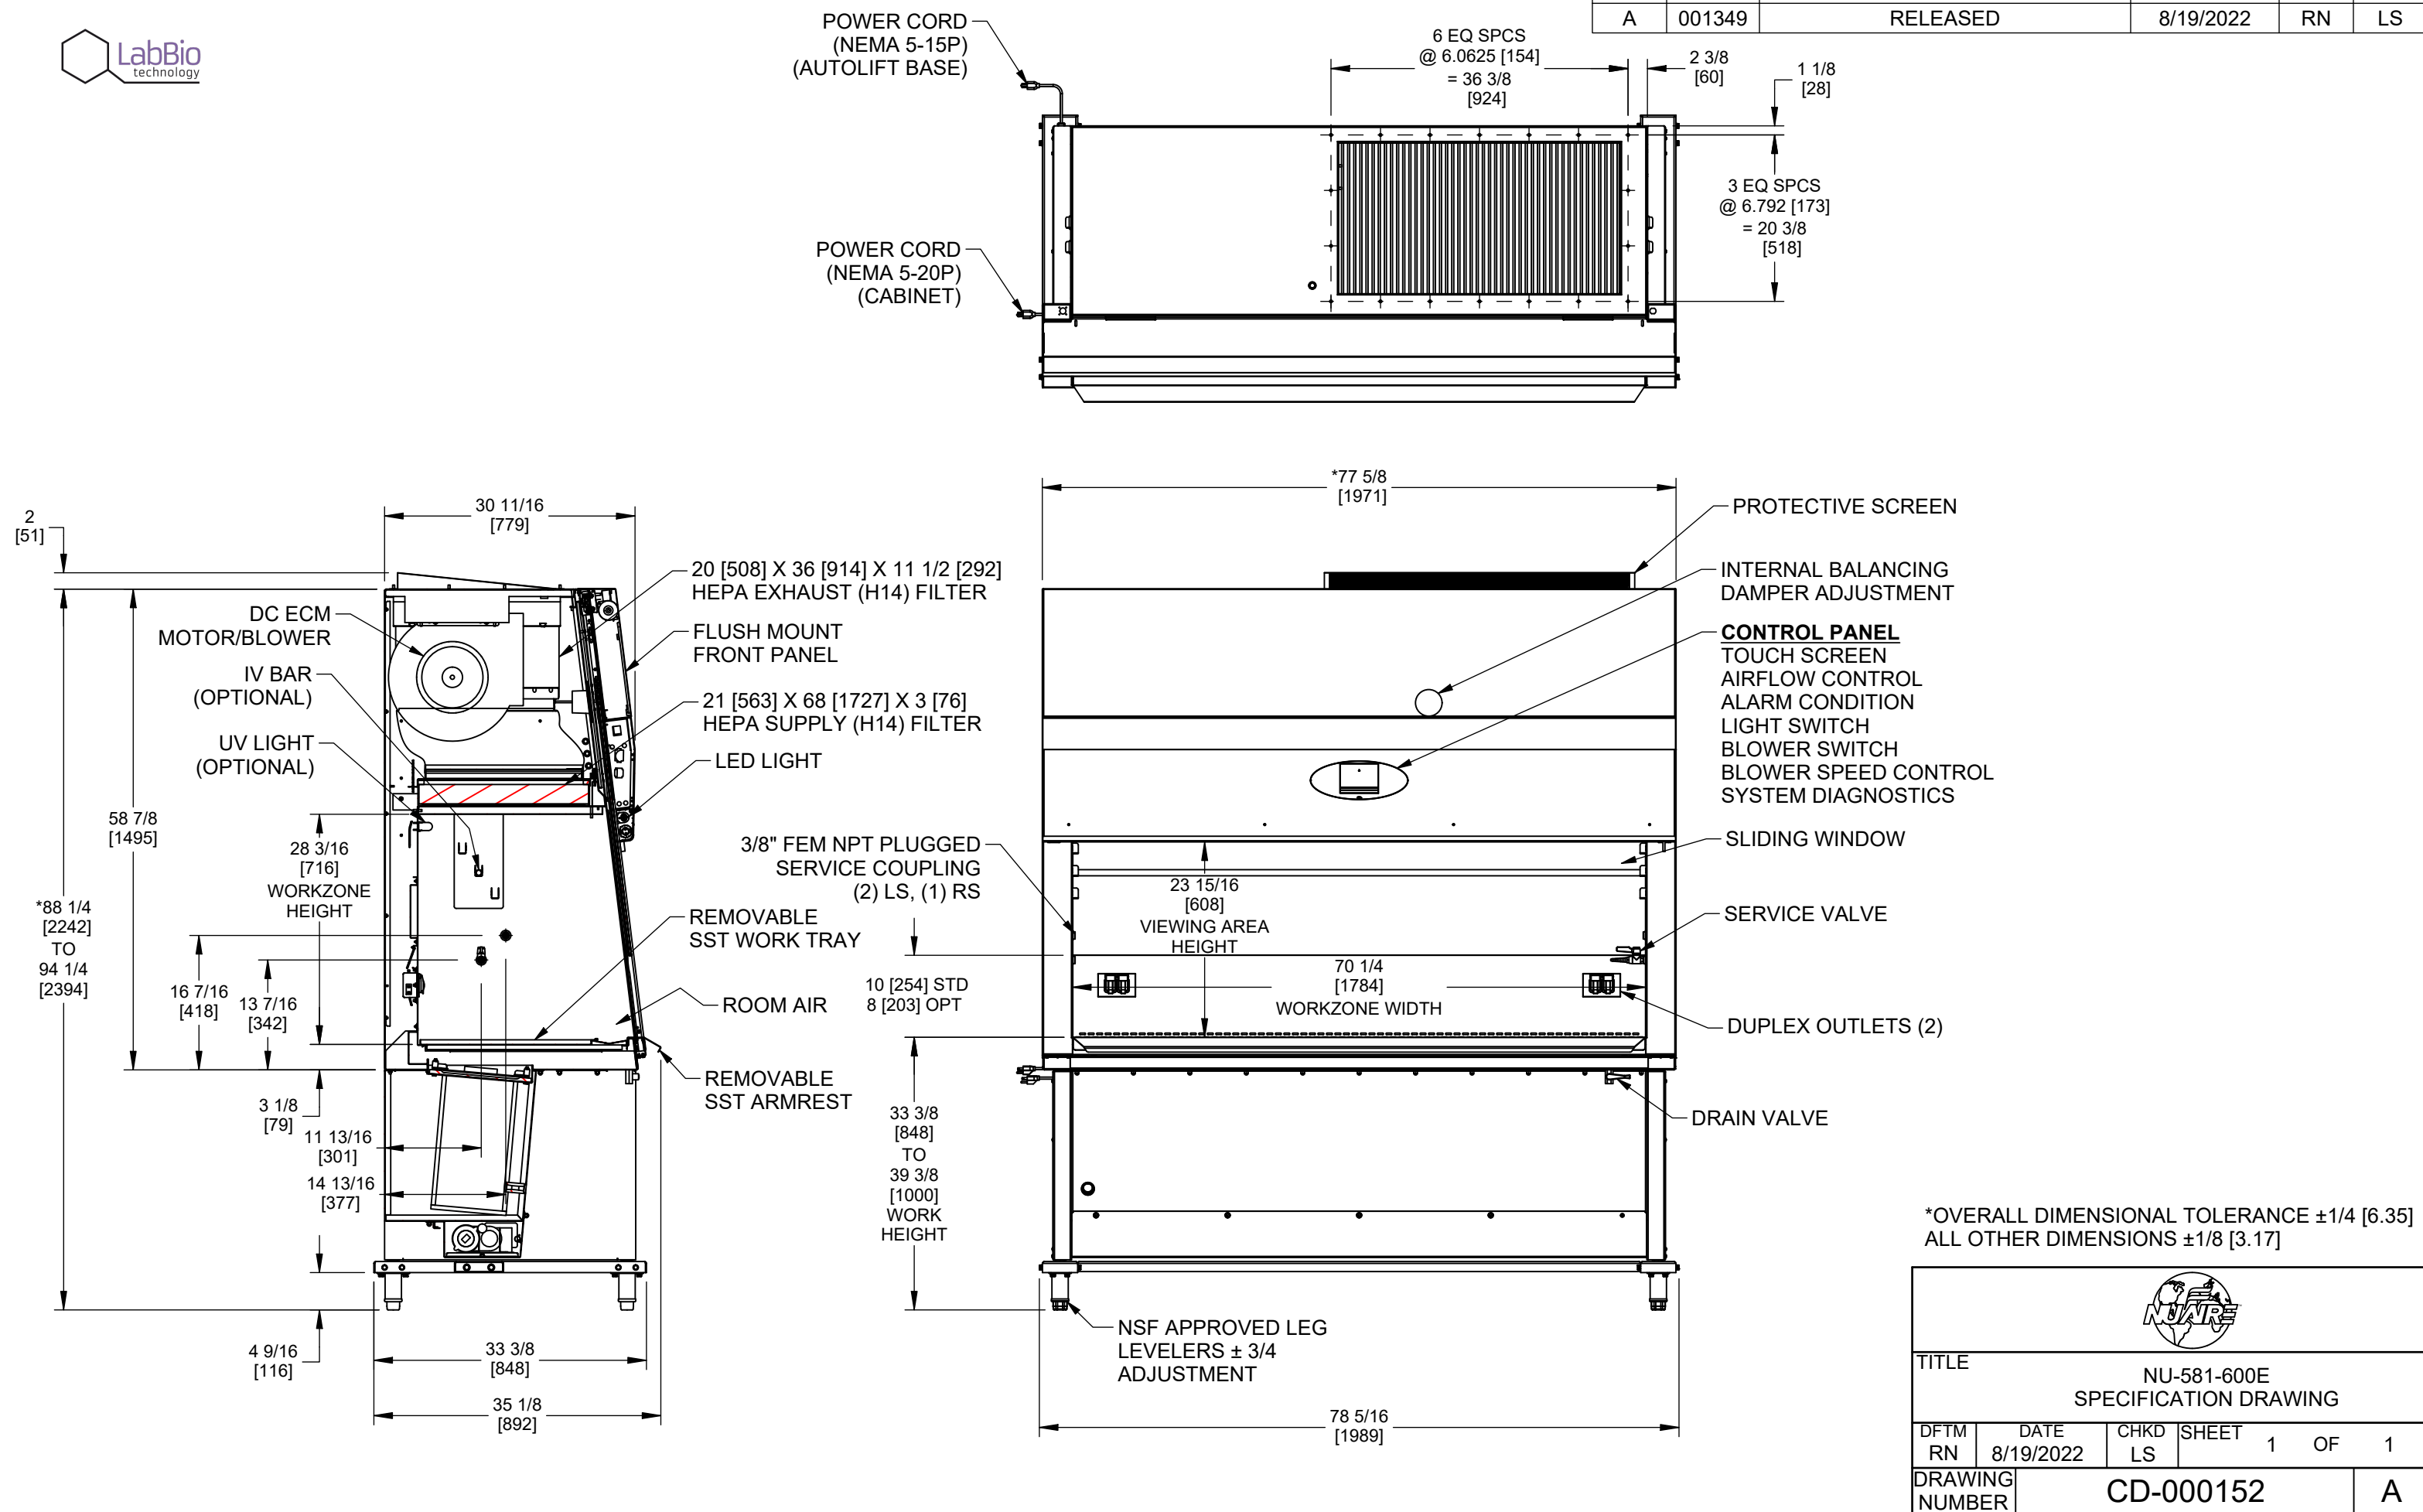 LabBio
technology
A 001349 RELEASED 8/19/2022 RN LS
POWER CORD
(NEMA 5-15P)
(AUTOLIFT BASE)
6 EQ SPCS
@ 6.0625 [154]
= 36 3/8
[924]
2 3/8
[60]
1 1/8
[28]
3 EQ SPCS
@ 6.792 [173]
= 20 3/8
[518]
POWER CORD
(NEMA 5-20P)
(CABINET)
2
[51]
30 11/16
[779]
20 [508] X 36 [914] X 11 1/2 [292]
HEPA EXHAUST (H14) FILTER
DC ECM
MOTOR/BLOWER
FLUSH MOUNT
FRONT PANEL
IV BAR
(OPTIONAL)
21 [563] X 68 [1727] X 3 [76]
HEPA SUPPLY (H14) FILTER
UV LIGHT
(OPTIONAL)
LED LIGHT
58 7/8
[1495]
28 3/16
[716]
WORKZONE
HEIGHT
*88 1/4
[2242]
TO
94 1/4
[2394]
16 7/16
[418]
13 7/16
[342]
REMOVABLE
SST WORK TRAY
ROOM AIR
REMOVABLE
SST ARMREST
3 1/8
[79]
11 13/16
[301]
14 13/16
[377]
4 9/16
[116]
33 3/8
[848]
35 1/8
[892]
*77 5/8
[1971]
PROTECTIVE SCREEN
INTERNAL BALANCING
DAMPER ADJUSTMENT
CONTROL PANEL
TOUCH SCREEN
AIRFLOW CONTROL
ALARM CONDITION
LIGHT SWITCH
BLOWER SWITCH
BLOWER SPEED CONTROL
SYSTEM DIAGNOSTICS
3/8" FEM NPT PLUGGED
SERVICE COUPLING
(2) LS, (1) RS
SLIDING WINDOW
23 15/16
[608]
VIEWING AREA
HEIGHT
SERVICE VALVE
10 [254] STD
8 [203] OPT
70 1/4
[1784]
WORKZONE WIDTH
DUPLEX OUTLETS (2)
33 3/8
[848]
TO
39 3/8
[1000]
WORK
HEIGHT
DRAIN VALVE
NSF APPROVED LEG
LEVELERS ± 3/4
ADJUSTMENT
78 5/16
[1989]
*OVERALL DIMENSIONAL TOLERANCE ±1/4 [6.35]
ALL OTHER DIMENSIONS ±1/8 [3.17]
NUAIRE
TITLE
NU-581-600E
SPECIFICATION DRAWING
DFTM DATE CHKD SHEET 1 OF 1
RN 8/19/2022 LS
DRAWING
NUMBER
CD-000152 A